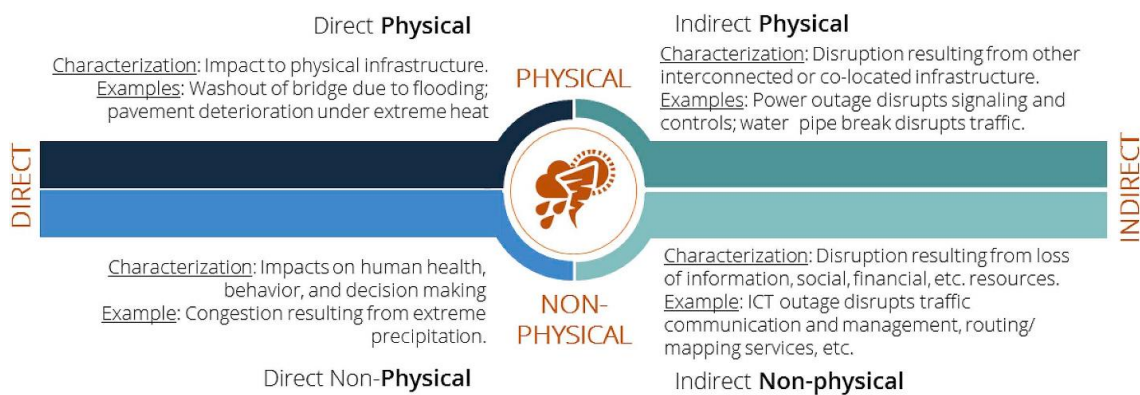 Direct Physical
Characterization: Impact to physical infrastructure.
Examples: Washout of bridge due to flooding;
pavement deterioration under extreme heat
PHYSICAL
Indirect Physical
Characterization: Disruption resulting from other
interconnected or co-located infrastructure.
Examples: Power outage disrupts signaling and
controls; water pipe break disrupts traffic.
DIRECT
INDIRECT
Characterization: Impacts on human health,
behavior, and decision making
Example: Congestion resulting from extreme
precipitation.
Direct Non-Physical
NON-
PHYSICAL
Characterization: Disruption resulting from loss
of information, social, financial, etc. resources.
Example: ICT outage disrupts traffic
communication and management, routing/
mapping services, etc.
Indirect Non-physical